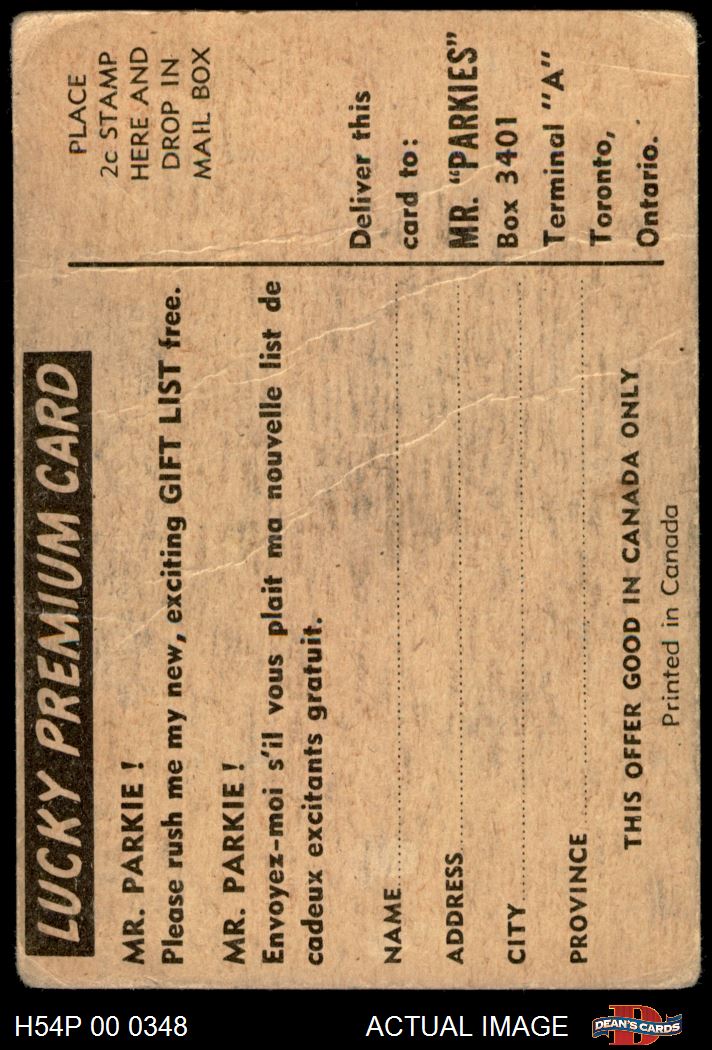 LUCKY PREMIUM CARD
MR. PARKIE !
Please rush me my new, exciting GIFT LIST free.
MR. PARKIE !
Envoyez-moi s'il vous plait ma nouvelle list de
cadeux excitants gratuit.
NAME
ADDRESS
CITY
PROVINCE
THIS OFFER GOOD IN CANADA ONLY
Printed in Canada
PLACE
2c STAMP
HERE AND
DROP IN
MAIL BOX
Deliver this
card to:
MR. "PARKIES"
Box 3401
Terminal "A"
Toronto,
Ontario.
H54P 00 0348
ACTUAL IMAGE
D
DEAN'S CARDS